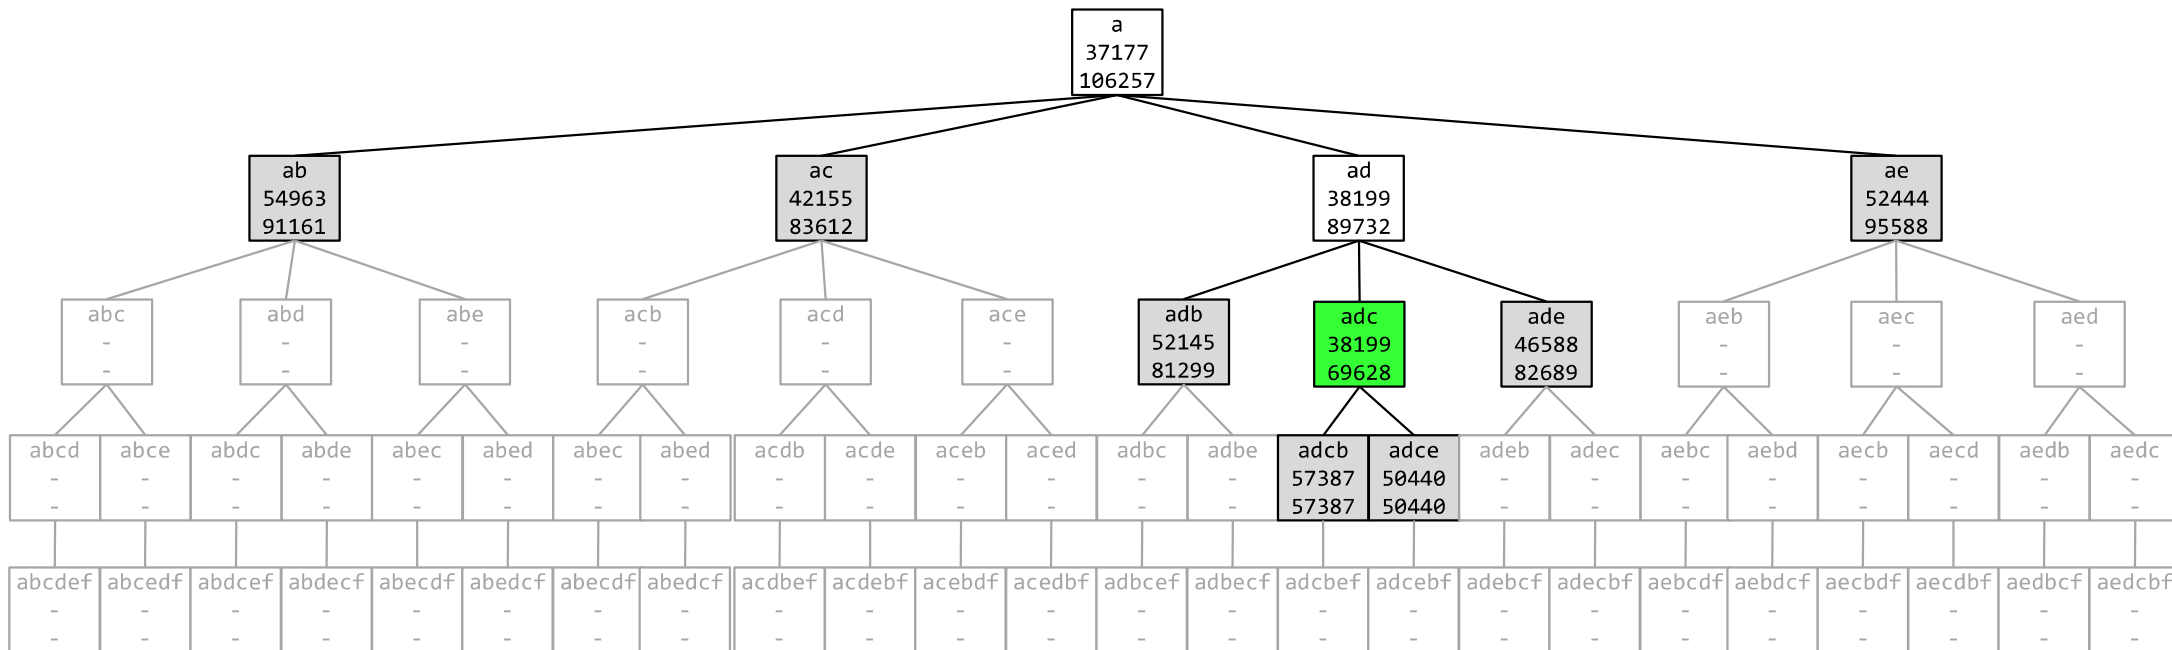 a
37177
106257
ab
54963
91161
ac
42155
83612
ad
38199
89732
ae
52444
95588
abc
-
-
abd
-
-
abe
-
-
acb
-
-
acd
-
-
ace
-
-
adb
52145
81299
adc
38199
69628
ade
46588
82689
aeb
-
-
aec
-
-
aed
-
-
abcd
-
-
abce
-
-
abdc
-
-
abde
-
-
abec
-
-
abed
-
-
abec
-
-
abed
-
-
acdb
-
-
acde
-
-
aceb
-
-
aced
-
-
adbc
-
-
adbe
-
-
adcb
57387
57387
adce
50440
50440
adeb
-
-
adec
-
-
aebc
-
-
aebd
-
-
aecb
-
-
aecd
-
-
aedb
-
-
aedc
-
-
abcdef
-
-
abcedf
-
-
abdcef
-
-
abdecf
-
-
abecdf
-
-
abedcf
-
-
abecdf
-
-
abedcf
-
-
acdbef
-
-
acdebf
-
-
acebdf
-
-
acedbf
-
-
adbcef
-
-
adbecf
-
-
adcbef
-
-
adcebf
-
-
adebcf
-
-
adecbf
-
-
aebcdf
-
-
aebdcf
-
-
aecbdf
-
-
aecdbf
-
-
aedbcf
-
-
aedcbf
-
-